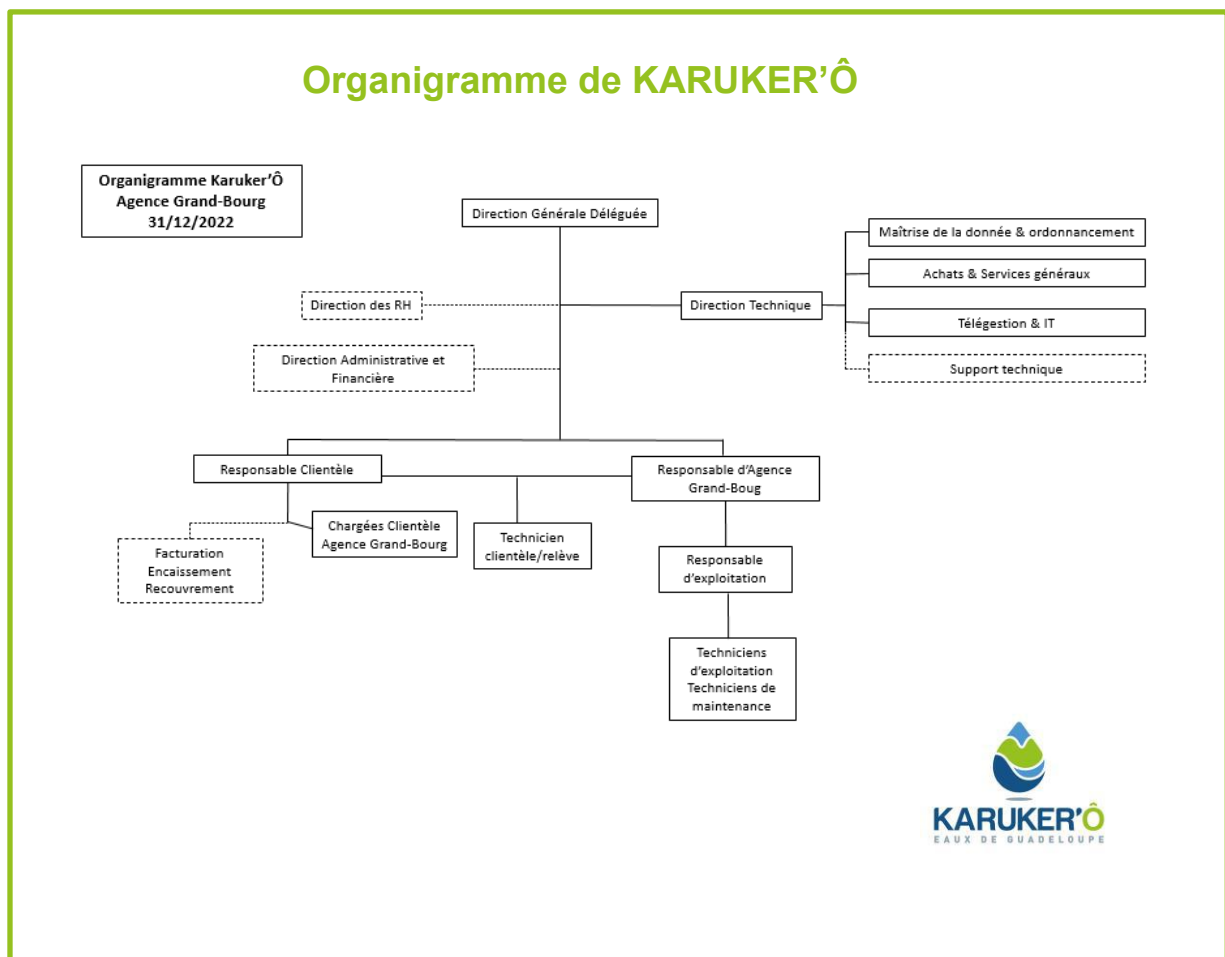 Organigramme de KARUKER'Ô
Organigramme Karuker'Ô
Agence Grand-Bourg
31/12/2022
Direction Générale Déléguée
Maîtrise de la donnée & ordonnancement
Achats & Services généraux
Direction des RH
Direction Technique
Télégestion & IT
Direction Administrative et
Financière
Support technique
Responsable Clientèle
Responsable d'Agence
Grand-Boug
Chargées Clientèle
Agence Grand-Bourg
Technicien
clientèle/relève
Facturation
Encaissement
Recouvrement
Responsable
d'exploitation
Techniciens
d'exploitation
Techniciens de
maintenance
KARUKER'Ô
EAUX DE GUADELOUPE